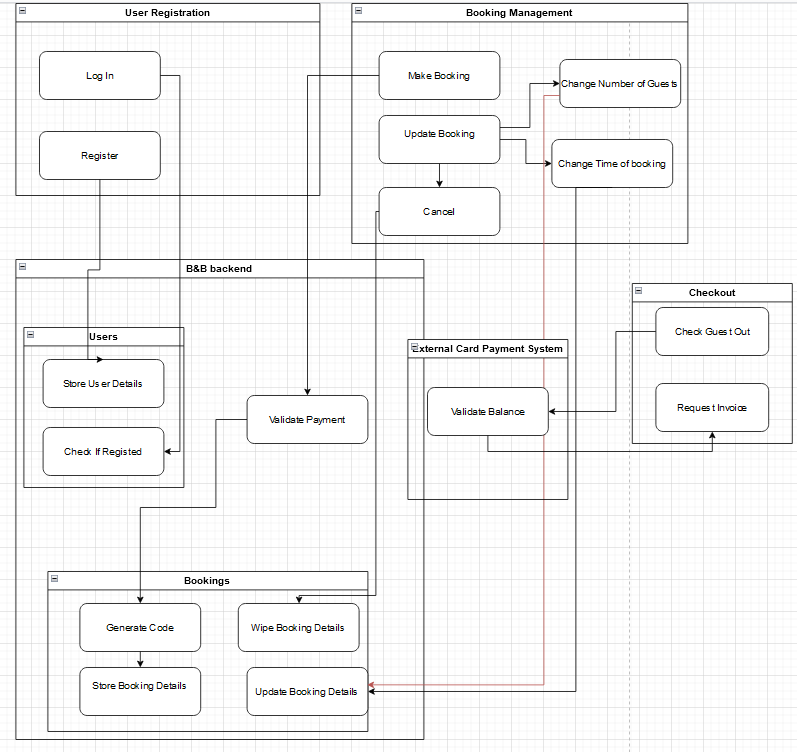 User Registration
Booking Management
Log In
Make Booking
Change Number of Guests
Update Booking
Register
Change Time of booking
Cancel
B&B backend
Checkout
Users
Check Guest Out
External Card Payment System
Store User Details
Validate Payment
Validate Balance
Request Invoice
Check If Registed
Bookings
Generate Code
Wipe Booking Details
Store Booking Details
Update Booking Details